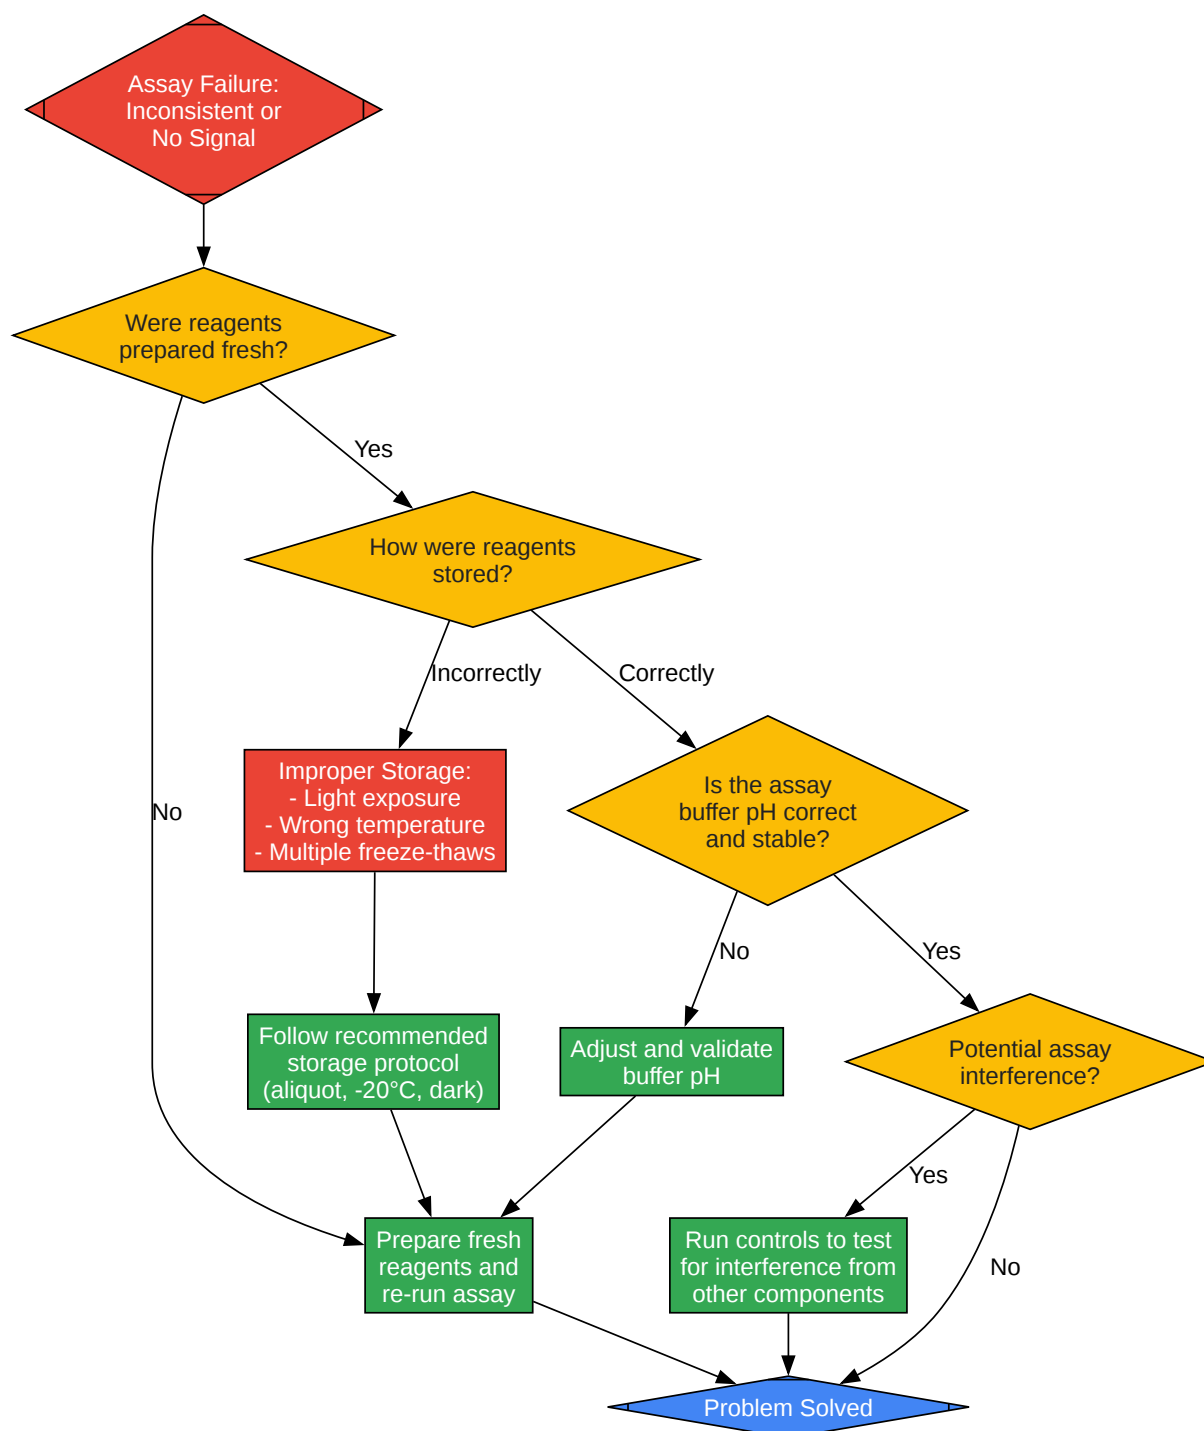 Assay Failure:
Inconsistent or
No Signal
Were reagents
prepared fresh?
Yes
How were reagents
stored?
Incorrectly
Correctly
No
Improper Storage:
- Light exposure
- Wrong temperature
- Multiple freeze-thaws
Is the assay
buffer pH correct
and stable?
No
Yes
Follow recommended
storage protocol
(aliquot, -20°C, dark)
Adjust and validate
buffer pH
Potential assay
interference?
Yes
No
Prepare fresh
reagents and
re-run assay
Run controls to test
for interference from
other components
Problem Solved